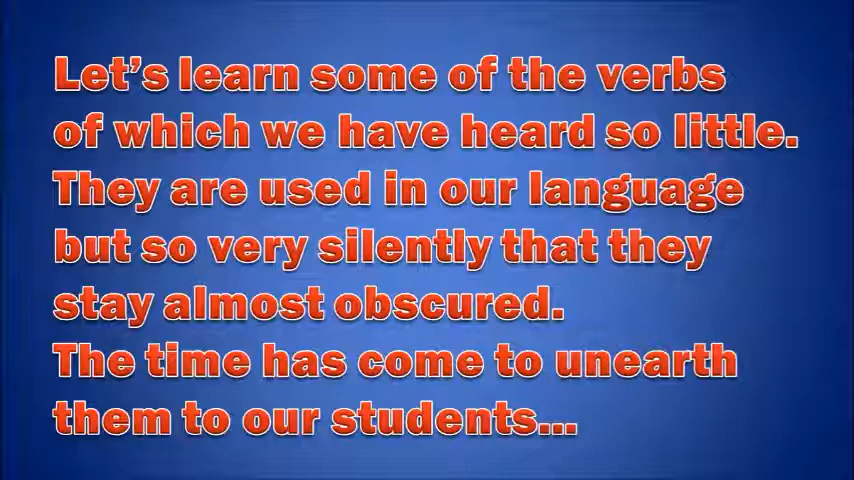 Let’s learn some of the verbs
of which we have heard so little.
They are used in our language
but so very silently that they
stay almost obscured.
The time has come to unearth
them to our students...